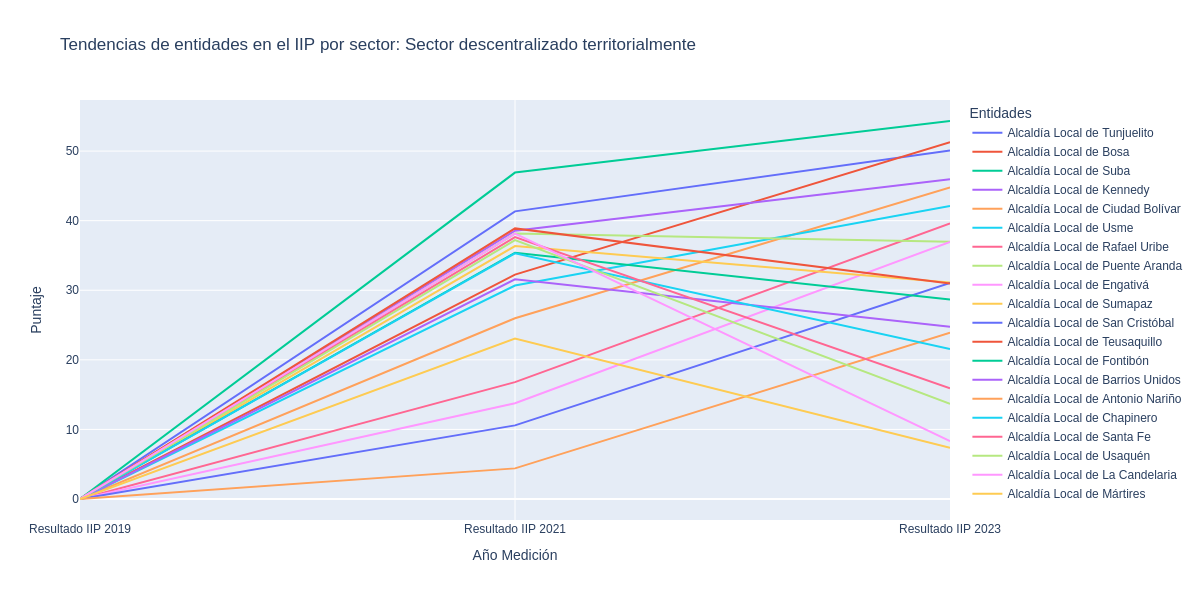 Tendencias de entidades en el IIP por sector: Sector descentralizado territorialmente
Entidades
Alcaldía Local de Tunjuelito
Alcaldía Local de Bosa
Alcaldía Local de Suba
Alcaldía Local de Kennedy
Alcaldía Local de Ciudad Bolívar
Alcaldía Local de Usme
Alcaldía Local de Rafael Uribe
Alcaldía Local de Puente Aranda
Alcaldía Local de Engativá
Alcaldía Local de Sumapaz
Alcaldía Local de San Cristóbal
Alcaldía Local de Teusaquillo
Alcaldía Local de Fontibón
Alcaldía Local de Barrios Unidos
Alcaldía Local de Antonio Nariño
Alcaldía Local de Chapinero
Alcaldía Local de Santa Fe
Alcaldía Local de Usaquén
Alcaldía Local de La Candelaria
Alcaldía Local de Mártires
Puntaje
50
40
30
20
10
0
Resultado IIP 2019
Resultado IIP 2021
Resultado IIP 2023
Año Medición